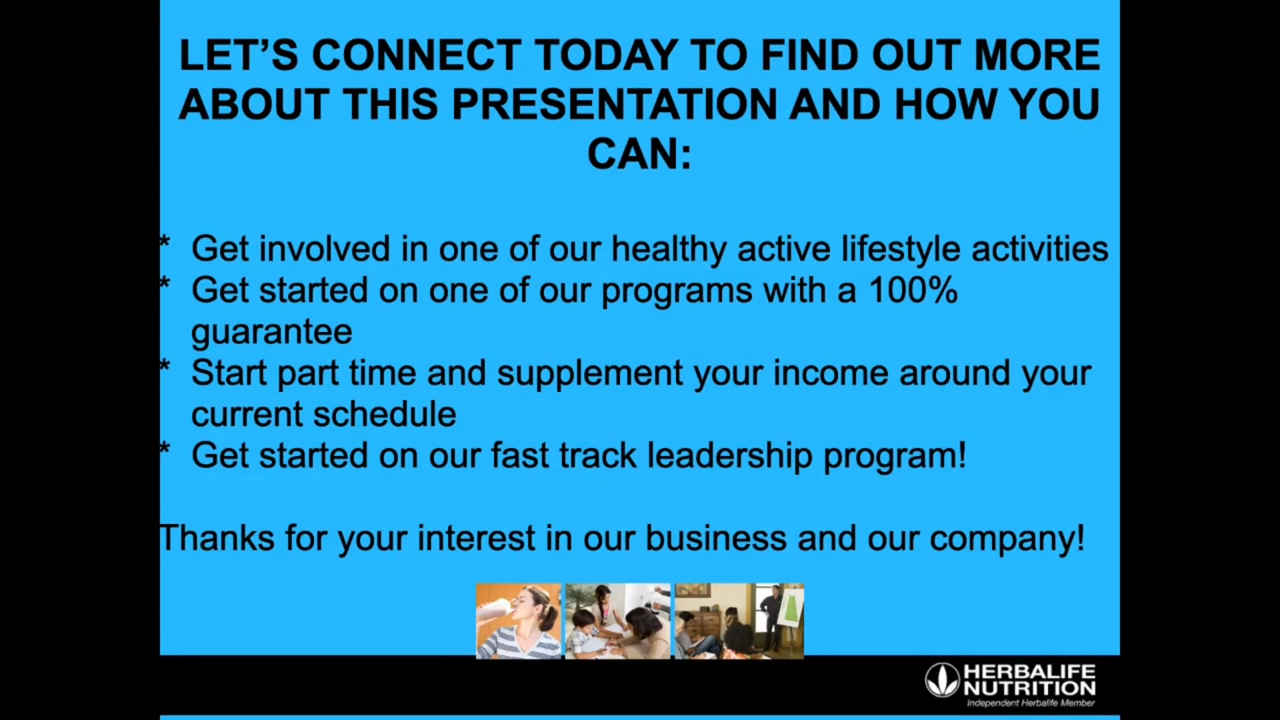 LET’S CONNECT TODAY TO FIND OUT MORE
ABOUT THIS PRESENTATION AND HOW YOU
CAN:
* Get involved in one of our healthy active lifestyle activities
* Get started on one of our programs with a 100%
guarantee
* Start part time and supplement your income around your
current schedule
* Get started on our fast track leadership program!
Thanks for your interest in our business and our company!
HERBALIFE
NUTRITION
Independent Herbalife Member